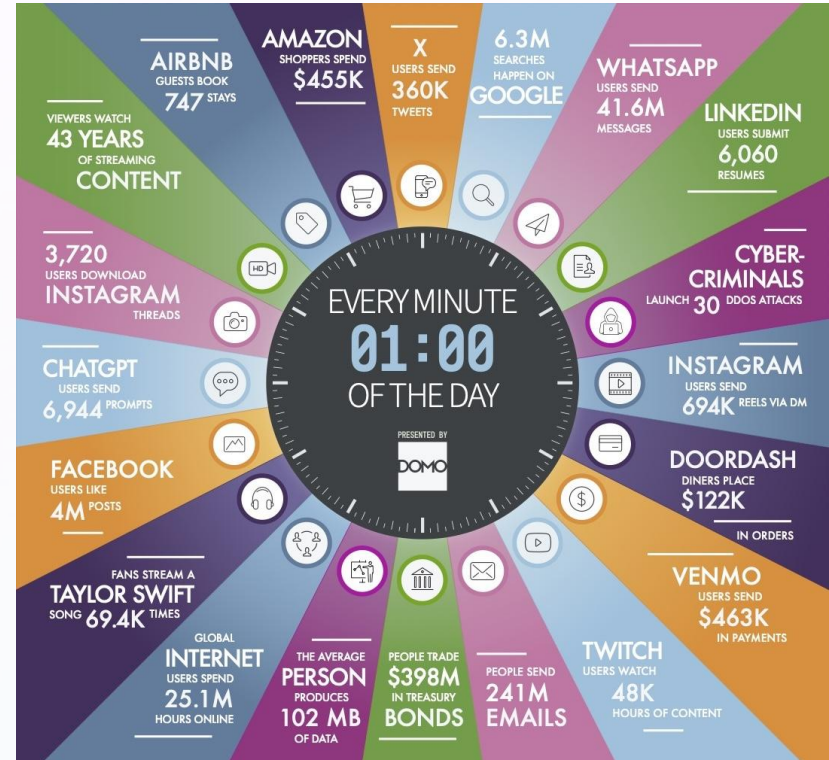 EVERY MINUTE
01:00
OF THE DAY
PRESENTED BY
DOMO
X
USERS SEND
360K
TWEETS
6.3M
SEARCHES
HAPPEN ON
GOOGLE
WHATSAPP
USERS SEND
41.6M
MESSAGES
LINKEDIN
USERS SUBMIT
6,060
RESUMES
CYBER-
CRIMINALS
LAUNCH 30 DDOS ATTACKS
INSTAGRAM
USERS SEND
694K REELS VIA DM
DOORDASH
DINERS PLACE
$122K
IN ORDERS
VENMO
USERS SEND
$463K
IN PAYMENTS
TWITCH
USERS WATCH
48K
HOURS OF CONTENT
PEOPLE SEND
241M
EMAILS
PEOPLE TRADE
$398M
IN TREASURY
BONDS
THE AVERAGE
PERSON
PRODUCES
102 MB
OF DATA
GLOBAL
INTERNET
USERS SPEND
25.1M
HOURS ONLINE
FANS STREAM A
TAYLOR SWIFT
SONG 69.4K TIMES
FACEBOOK
USERS LIKE
4M POSTS
CHATGPT
USERS SEND
6,944 PROMPTS
3,720
USERS DOWNLOAD
INSTAGRAM
THREADS
VIEWERS WATCH
43 YEARS
OF STREAMING
CONTENT
HD
AIRBNB
GUESTS BOOK
747 STAYS
AMAZON
SHOPPERS SPEND
$455K